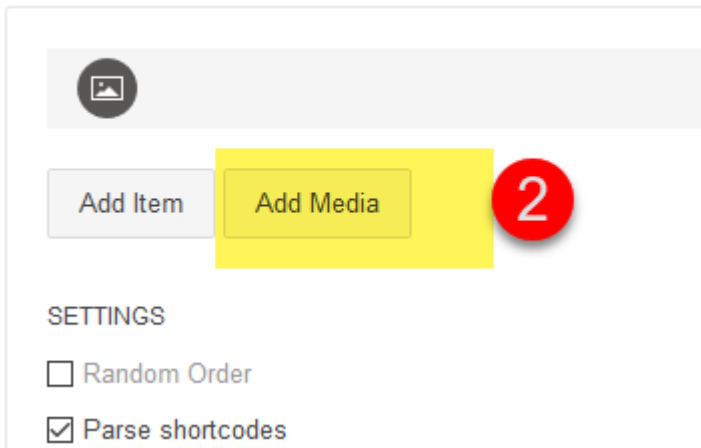 Add Item Add Media 2
SETTINGS
Random Order
Parse shortcodes